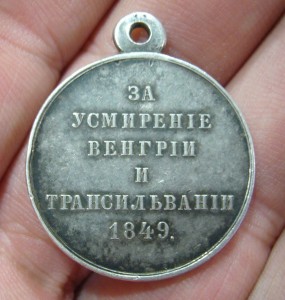 ЗА
УСМИРЕНІЕ
ВЕНГРІИ
И
ТРАНСИЛЬВАНІИ
1849.